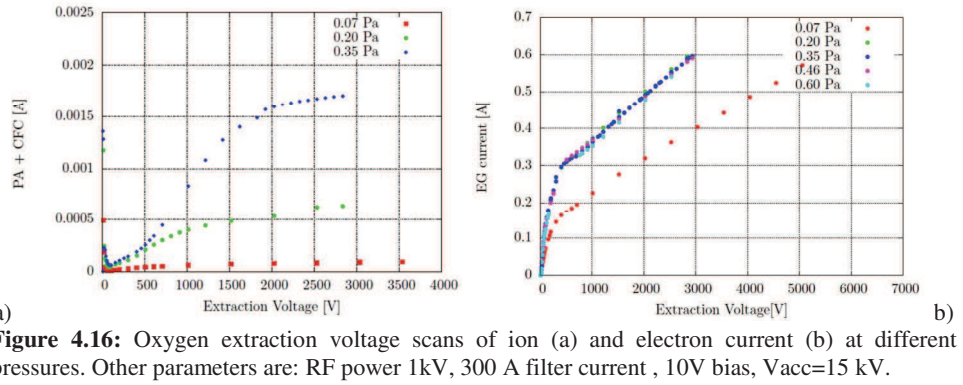 0.0025
0.002
0.0015
0.001
0.0005
0
PA + CFC [A]
0.07 Pa
0.20 Pa
0.35 Pa
0 500 1000 1500 2000 2500 3000 3500 4000
Extraction Voltage [V]
a)
0.7
0.6
0.5
0.4
0.3
0.2
0.1
0
EG current [A]
0.07 Pa
0.20 Pa
0.35 Pa
0.46 Pa
0.60 Pa
0 1000 2000 3000 4000 5000 6000 7000
Extraction Voltage[V]
b)
Figure 4.16: Oxygen extraction voltage scans of ion (a) and electron current (b) at different
pressures. Other parameters are: RF power 1kV, 300 A filter current , 10V bias, Vacc=15 kV.